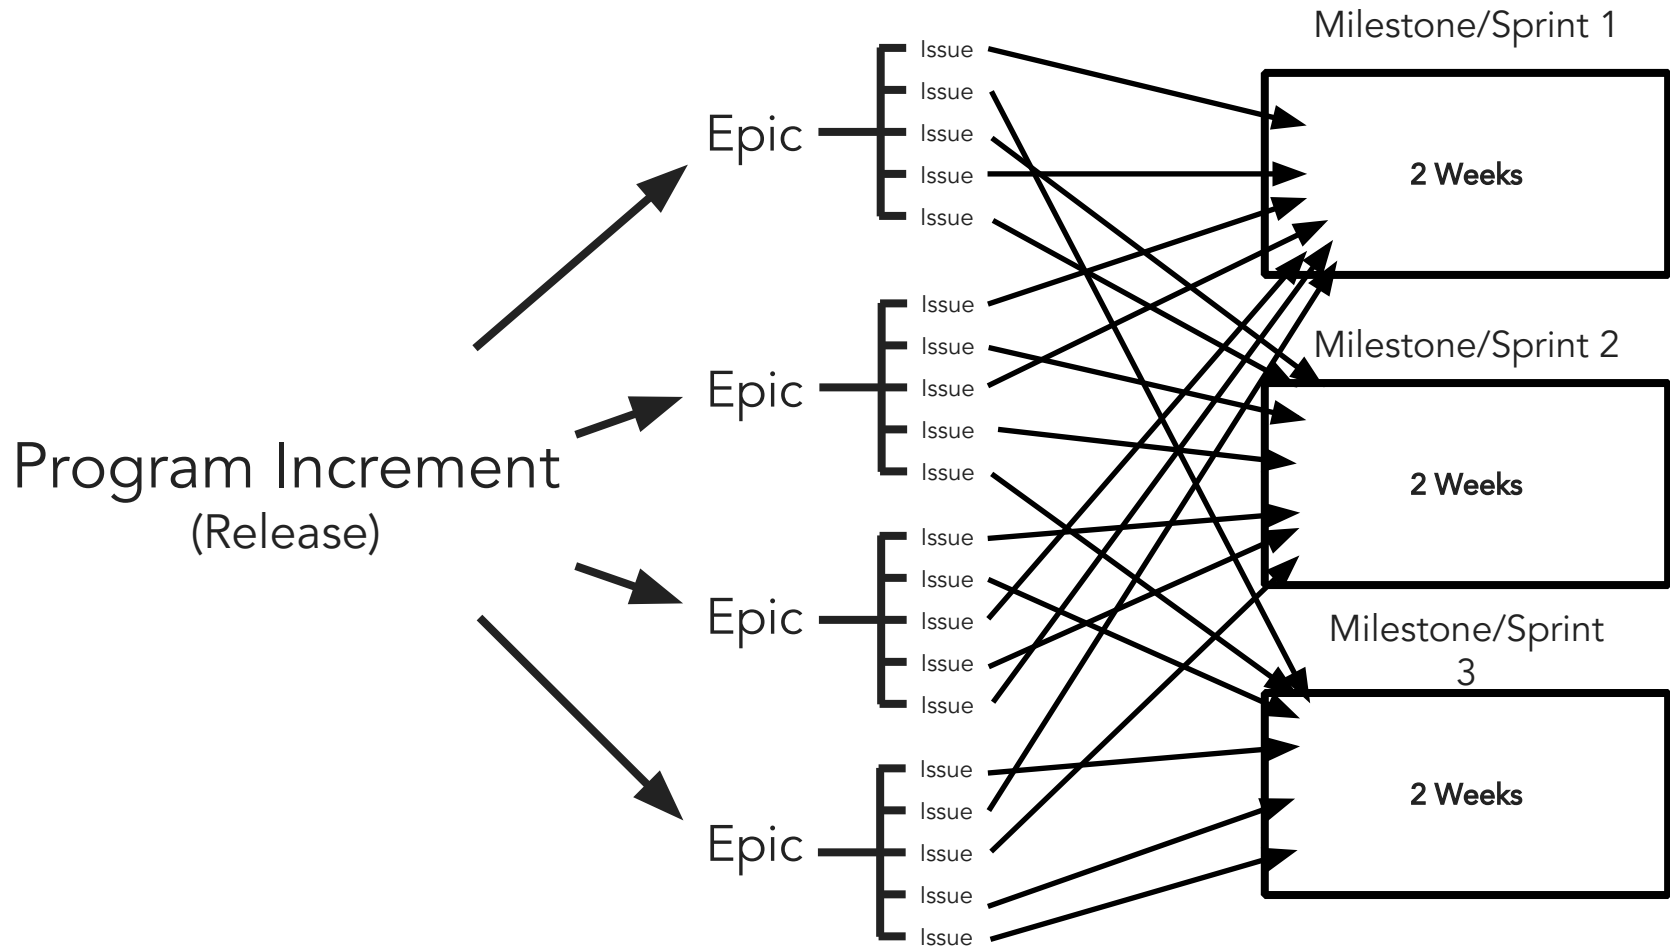 Program Increment
(Release)
Epic
Issue
Issue
Issue
Issue
Issue
Epic
Issue
Issue
Issue
Issue
Issue
Epic
Issue
Issue
Issue
Issue
Issue
Epic
Issue
Issue
Issue
Issue
Issue
Milestone/Sprint 1
2 Weeks
Milestone/Sprint 2
2 Weeks
Milestone/Sprint
3
2 Weeks